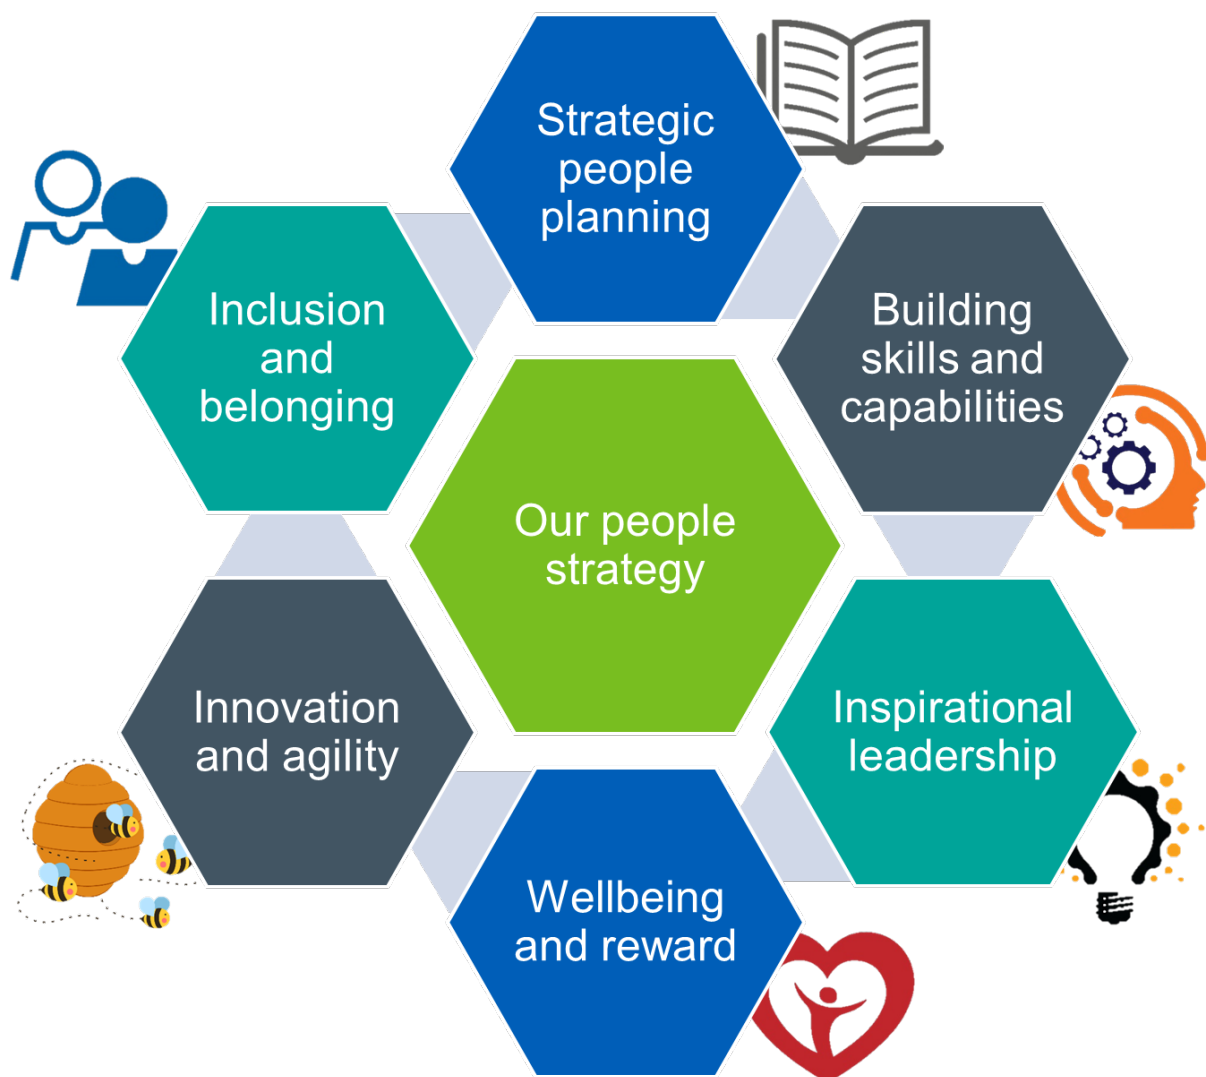 Strategic
people
planning
Building
skills and
capabilities
Inspirational
leadership
Wellbeing
and reward
Innovation
and agility
Inclusion
and
belonging
Our people
strategy